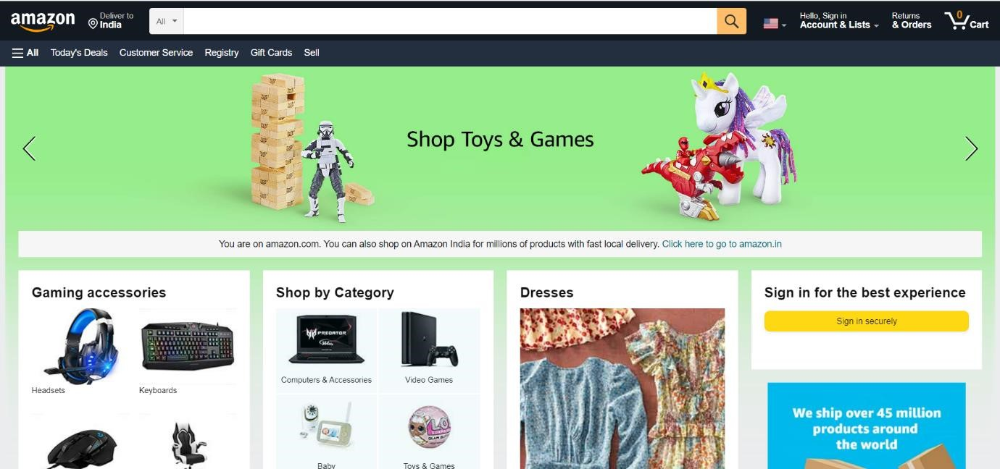 amazon
Deliver to
India
All
Hello, Sign in
Account & Lists
Returns
& Orders
0
Cart
All
Today's Deals
Customer Service
Registry
Gift Cards
Sell
Shop Toys & Games
You are on amazon.com. You can also shop on Amazon India for millions of products with fast local delivery. Click here to go to amazon.in
Gaming accessories
Headsets
Keyboards
Shop by Category
PREDATOR
Computers & Accessories
Video Games
Baby
Toys & Games
Dresses
Sign in for the best experience
Sign in securely
We ship over 45 million
products around
the world